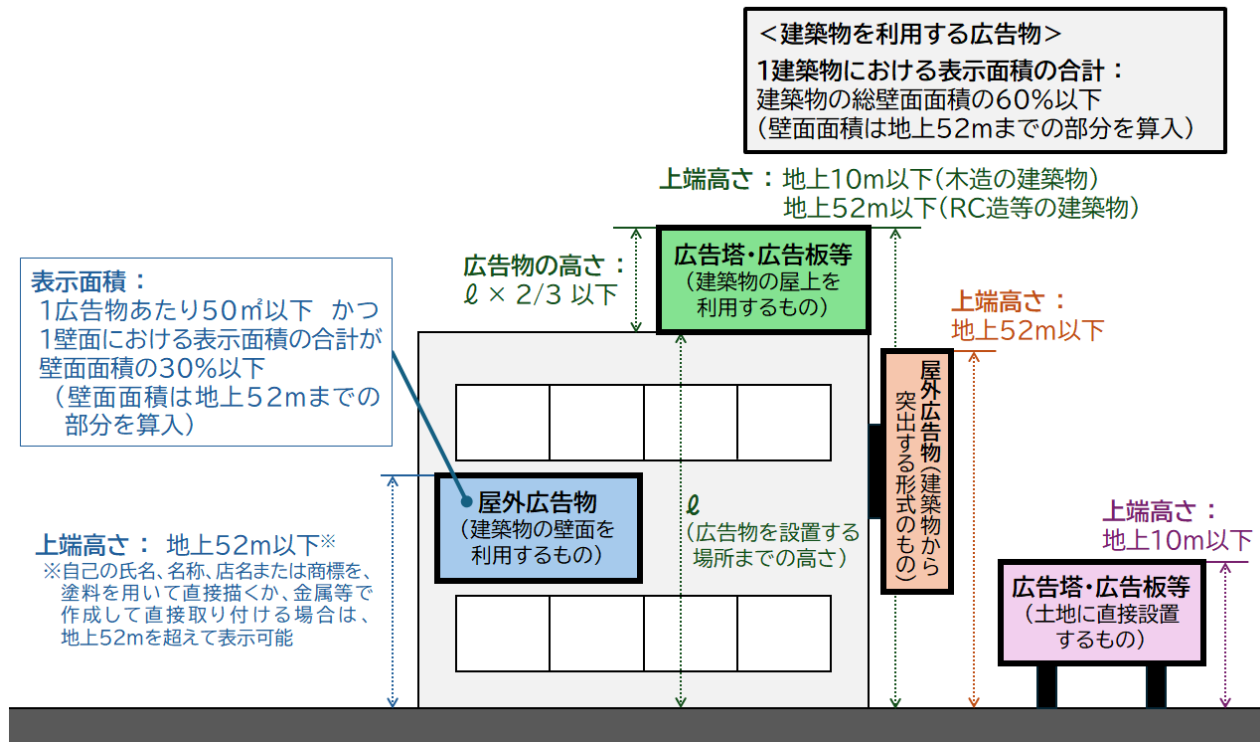 <建築物を利用する広告物>
1建築物における表示面積の合計：
建築物の総壁面面積の60%以下
（壁面面積は地上52mまでの部分を算入）
上端高さ：地上10m以下（木造の建築物）
地上52m以下（RC造等の建築物）
広告塔・広告板等
（建築物の屋上を
利用するもの）
広告物の高さ：
ℓ × 2/3 以下
表示面積：
1広告物あたり50㎡以下 かつ
1壁面における表示面積の合計が
壁面面積の30%以下
（壁面面積は地上52mまでの
部分を算入）
上端高さ：
地上52m以下
屋外広告物（建築物から
突出する形式のもの）
屋外広告物
（建築物の壁面を
利用するもの）
ℓ
（広告物を設置する
場所までの高さ）
上端高さ： 地上52m以下※
※自己の氏名、名称、店名または商標を、
塗料を用いて直接描くか、金属等で
作成して直接取り付ける場合は、
地上52mを超えて表示可能
上端高さ：
地上10m以下
広告塔・広告板等
（土地に直接設置
するもの）